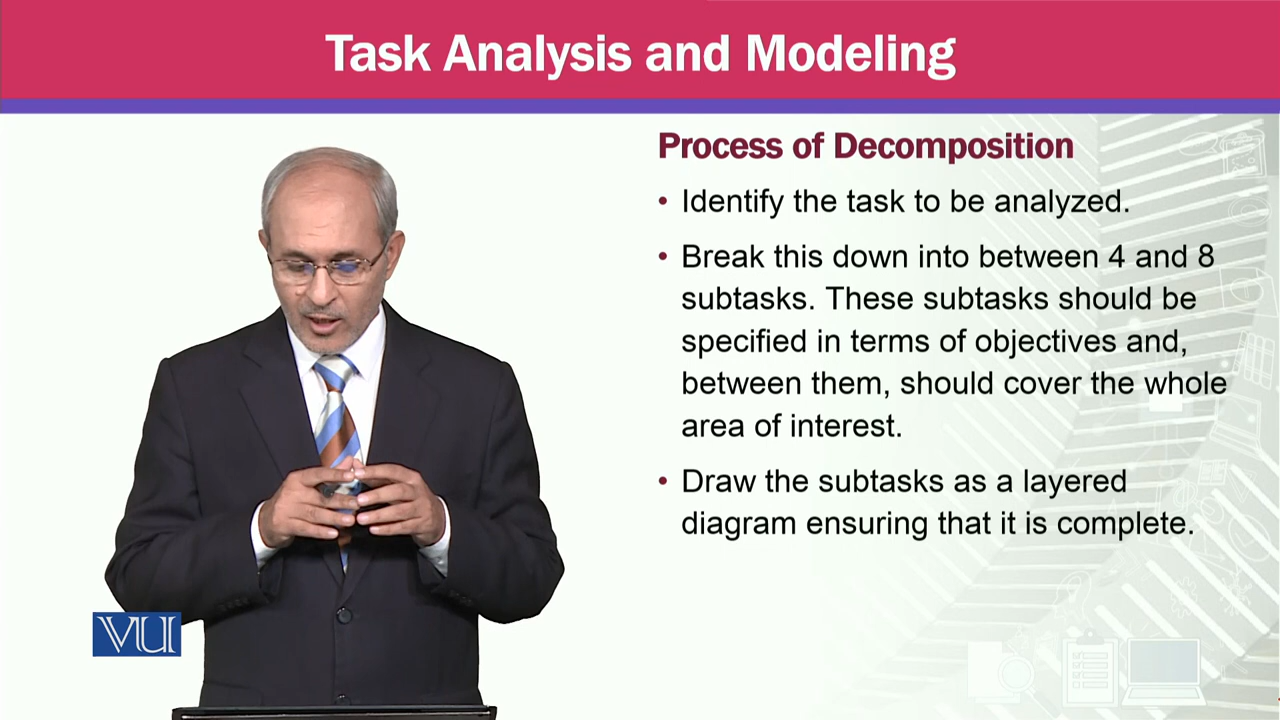 Task Analysis and Modeling
Process of Decomposition
• Identify the task to be analyzed.
• Break this down into between 4 and 8
subtasks. These subtasks should be
specified in terms of objectives and,
between them, should cover the whole
area of interest.
• Draw the subtasks as a layered
diagram ensuring that it is complete.
VU